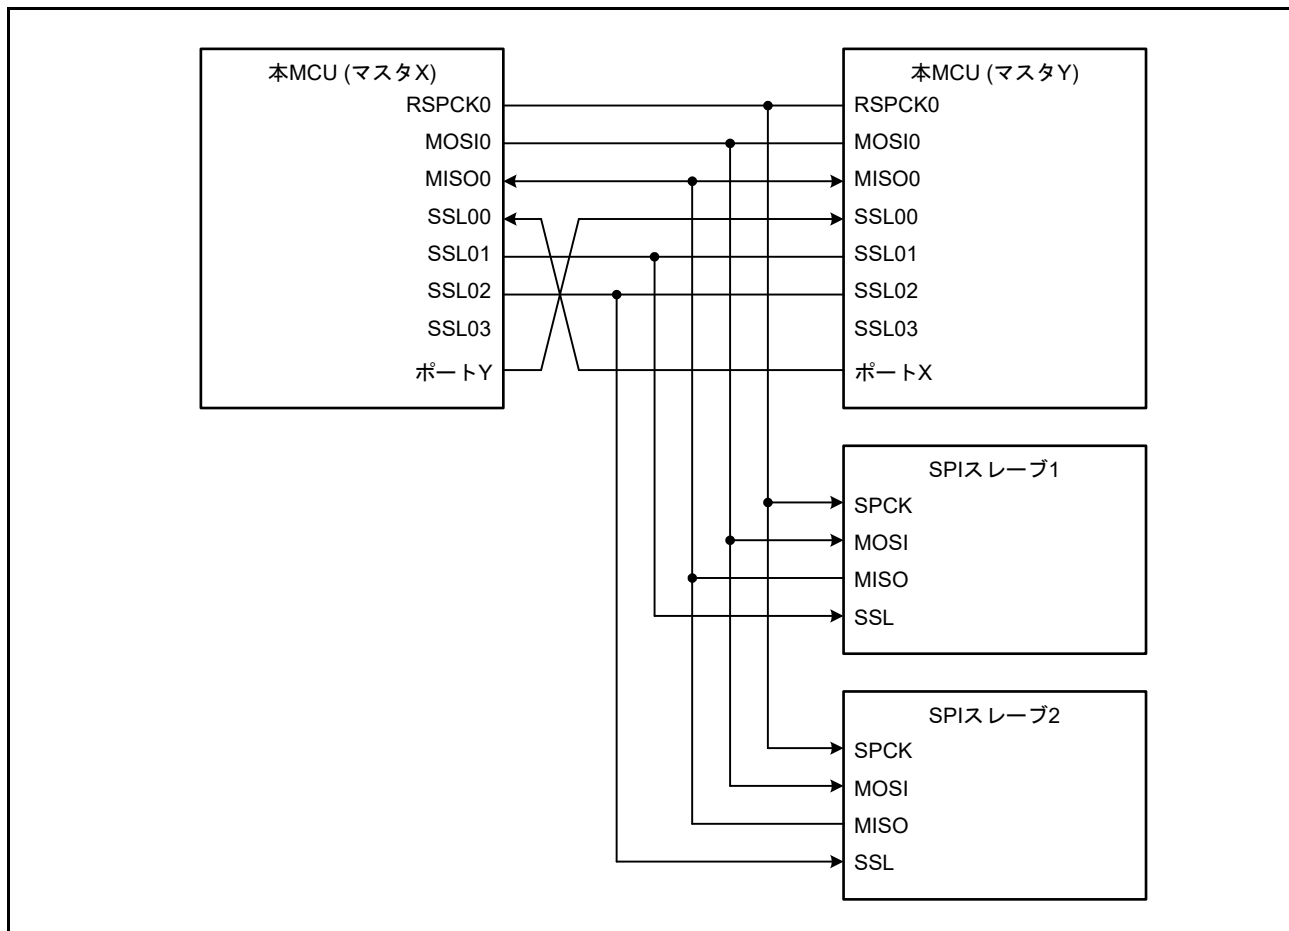 本MCU (マスタX)
RSPCK0
MOSI0
MISO0
SSL00
SSL01
SSL02
SSL03
ポートY
本MCU (マスタY)
RSPCK0
MOSI0
MISO0
SSL00
SSL01
SSL02
SSL03
ポートX
SPIスレーブ1
SPCK
MOSI
MISO
SSL
SPIスレーブ2
SPCK
MOSI
MISO
SSL